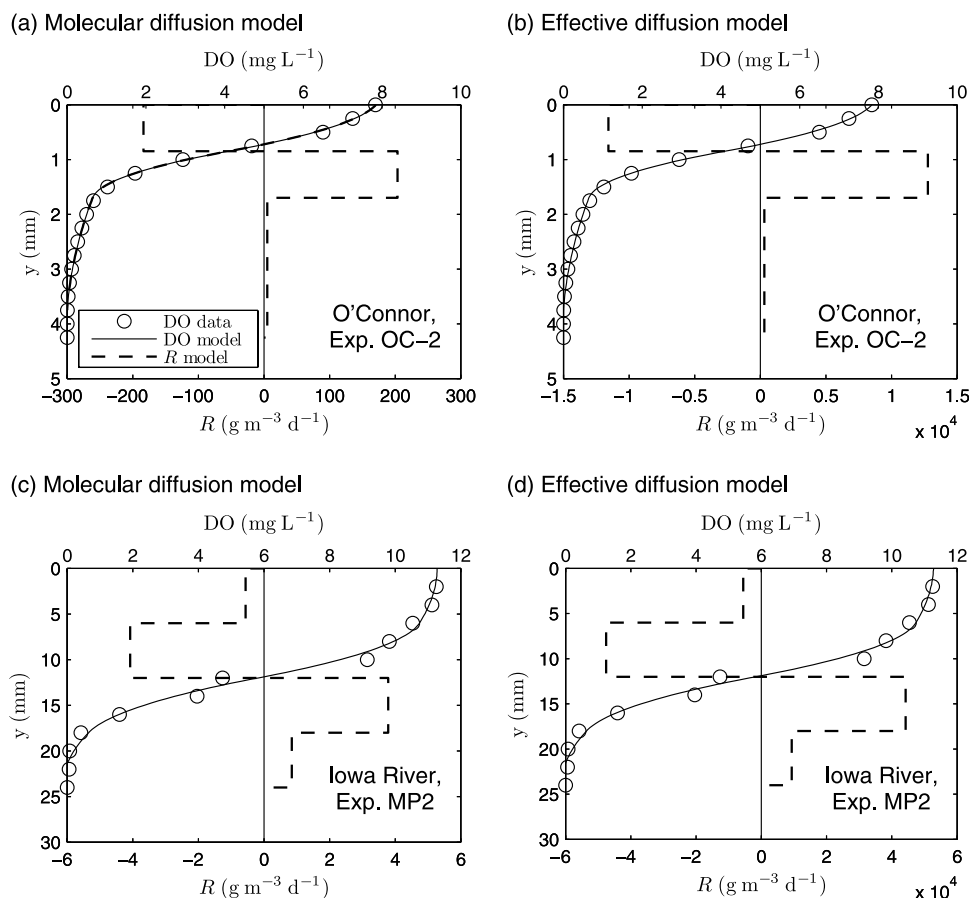 (a) Molecular diffusion model
DO (mg L⁻¹)
0 2 4 6 8 10
0
1
2
3
4
5
y (mm)
DO data
DO model
R model
O'Connor,
Exp. OC−2
−300 −200 −100 0 100 200 300
R (g m⁻³ d⁻¹)
(b) Effective diffusion model
DO (mg L⁻¹)
0 2 4 6 8 10
0
1
2
3
4
5
y (mm)
O'Connor,
Exp. OC−2
−1.5 −1 −0.5 0 0.5 1 1.5
R (g m⁻³ d⁻¹)
x 10⁴
(c) Molecular diffusion model
DO (mg L⁻¹)
0 2 4 6 8 10 12
0
5
10
15
20
25
30
y (mm)
Iowa River,
Exp. MP2
−6 −4 −2 0 2 4 6
R (g m⁻³ d⁻¹)
(d) Effective diffusion model
DO (mg L⁻¹)
0 2 4 6 8 10 12
0
5
10
15
20
25
30
y (mm)
Iowa River,
Exp. MP2
−6 −4 −2 0 2 4 6
R (g m⁻³ d⁻¹)
x 10⁴